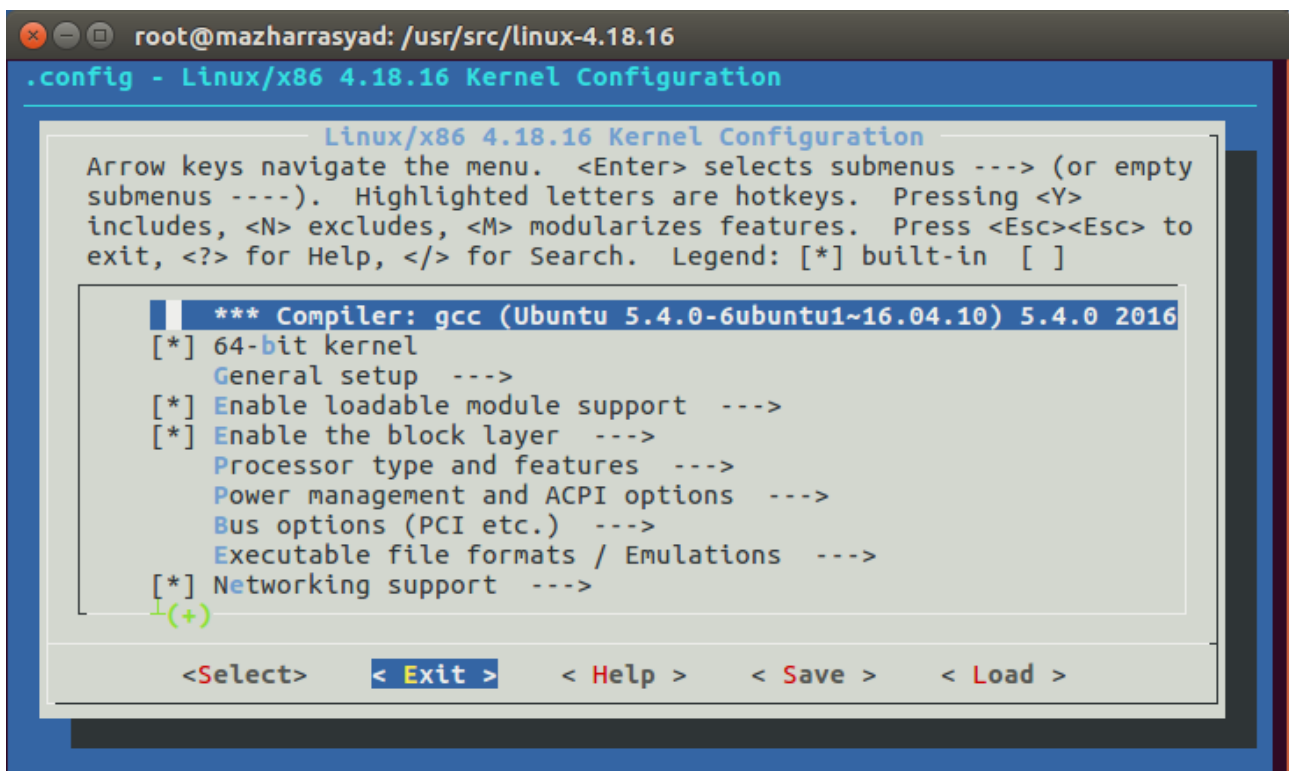 root@mazharrasyad: /usr/src/linux-4.18.16
.config - Linux/x86 4.18.16 Kernel Configuration
Linux/x86 4.18.16 Kernel Configuration
Arrow keys navigate the menu.  <Enter> selects submenus ---> (or empty
submenus ----).  Highlighted letters are hotkeys.  Pressing <Y>
includes, <N> excludes, <M> modularizes features.  Press <Esc><Esc> to
exit, <?> for Help, </> for Search.  Legend: [*] built-in  [ ]
*** Compiler: gcc (Ubuntu 5.4.0-6ubuntu1~16.04.10) 5.4.0 2016
[*] 64-bit kernel
General setup  --->
[*] Enable loadable module support  --->
[*] Enable the block layer  --->
Processor type and features  --->
Power management and ACPI options  --->
Bus options (PCI etc.)  --->
Executable file formats / Emulations  --->
[*] Networking support  --->
┴(+)
<Select>    < Exit >    < Help >    < Save >    < Load >